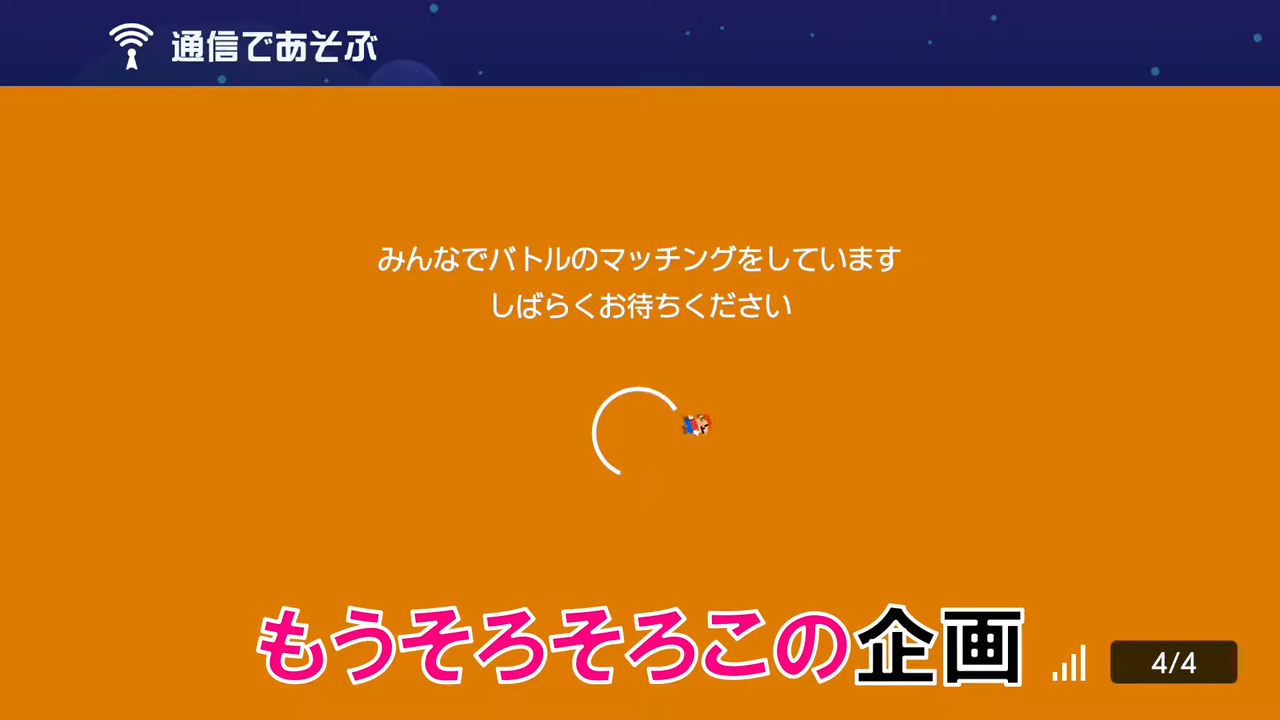 通信であそぶ
みんなでバトルのマッチングをしています
しばらくお待ちください
もうそろそろこの企画
4/4